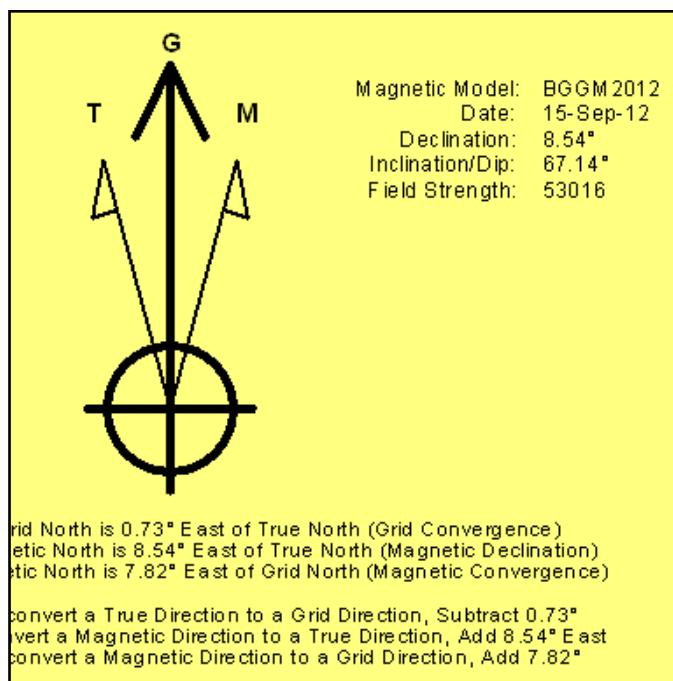 G
T
M
Magnetic Model: BGGM2012
Date: 15-Sep-12
Declination: 8.54°
Inclination/Dip: 67.14°
Field Strength: 53016
rid North is 0.73° East of True North (Grid Convergence)
etic North is 8.54° East of True North (Magnetic Declination)
etic North is 7.82° East of Grid North (Magnetic Convergence)
convert a True Direction to a Grid Direction, Subtract 0.73°
vert a Magnetic Direction to a True Direction, Add 8.54° East
convert a Magnetic Direction to a Grid Direction, Add 7.82°